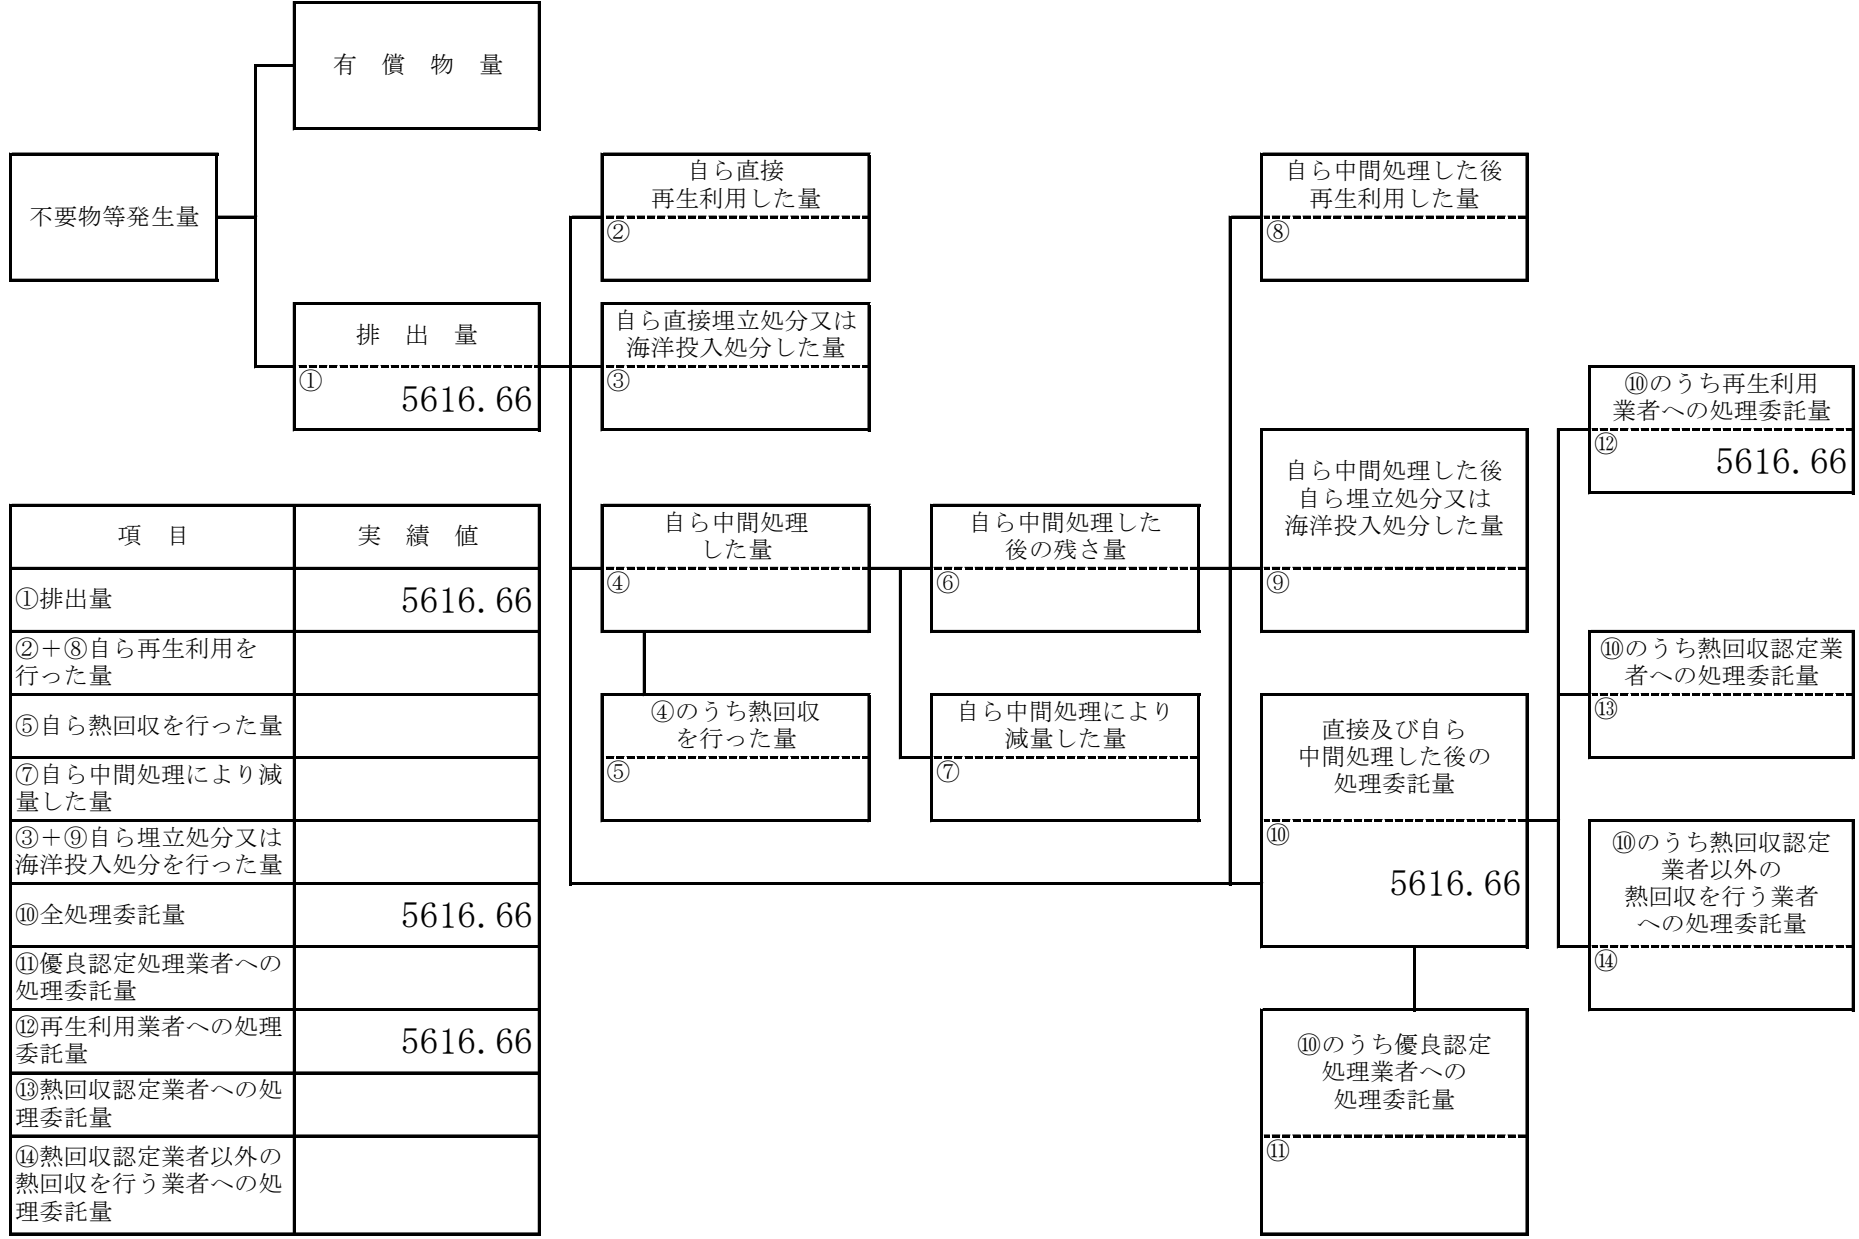 有 償 物 量
不要物等発生量
排 出 量
①
5616.66
自ら直接
再生利用した量
②
自ら直接埋立処分又は
海洋投入処分した量
③
自ら中間処理
した量
④
④のうち熱回収
を行った量
⑤
自ら中間処理した
後の残さ量
⑥
自ら中間処理により
減量した量
⑦
自ら中間処理した後
再生利用した量
⑧
自ら中間処理した後
自ら埋立処分又は
海洋投入処分した量
⑨
直接及び自ら
中間処理した後の
処理委託量
⑩
5616.66
⑩のうち優良認定
処理業者への
処理委託量
⑪
⑩のうち再生利用
業者への処理委託量
⑫
5616.66
⑩のうち熱回収認定業
者への処理委託量
⑬
⑩のうち熱回収認定
業者以外の
熱回収を行う業者
への処理委託量
⑭
項 目 実 績 値
①排出量 5616.66
②＋⑧自ら再生利用を
行った量
⑤自ら熱回収を行った量
⑦自ら中間処理により減
量した量
③＋⑨自ら埋立処分又は
海洋投入処分を行った量
⑩全処理委託量 5616.66
⑪優良認定処理業者への
処理委託量
⑫再生利用業者への処理
委託量
5616.66
⑬熱回収認定業者への処
理委託量
⑭熱回収認定業者以外の
熱回収を行う業者への処
理委託量